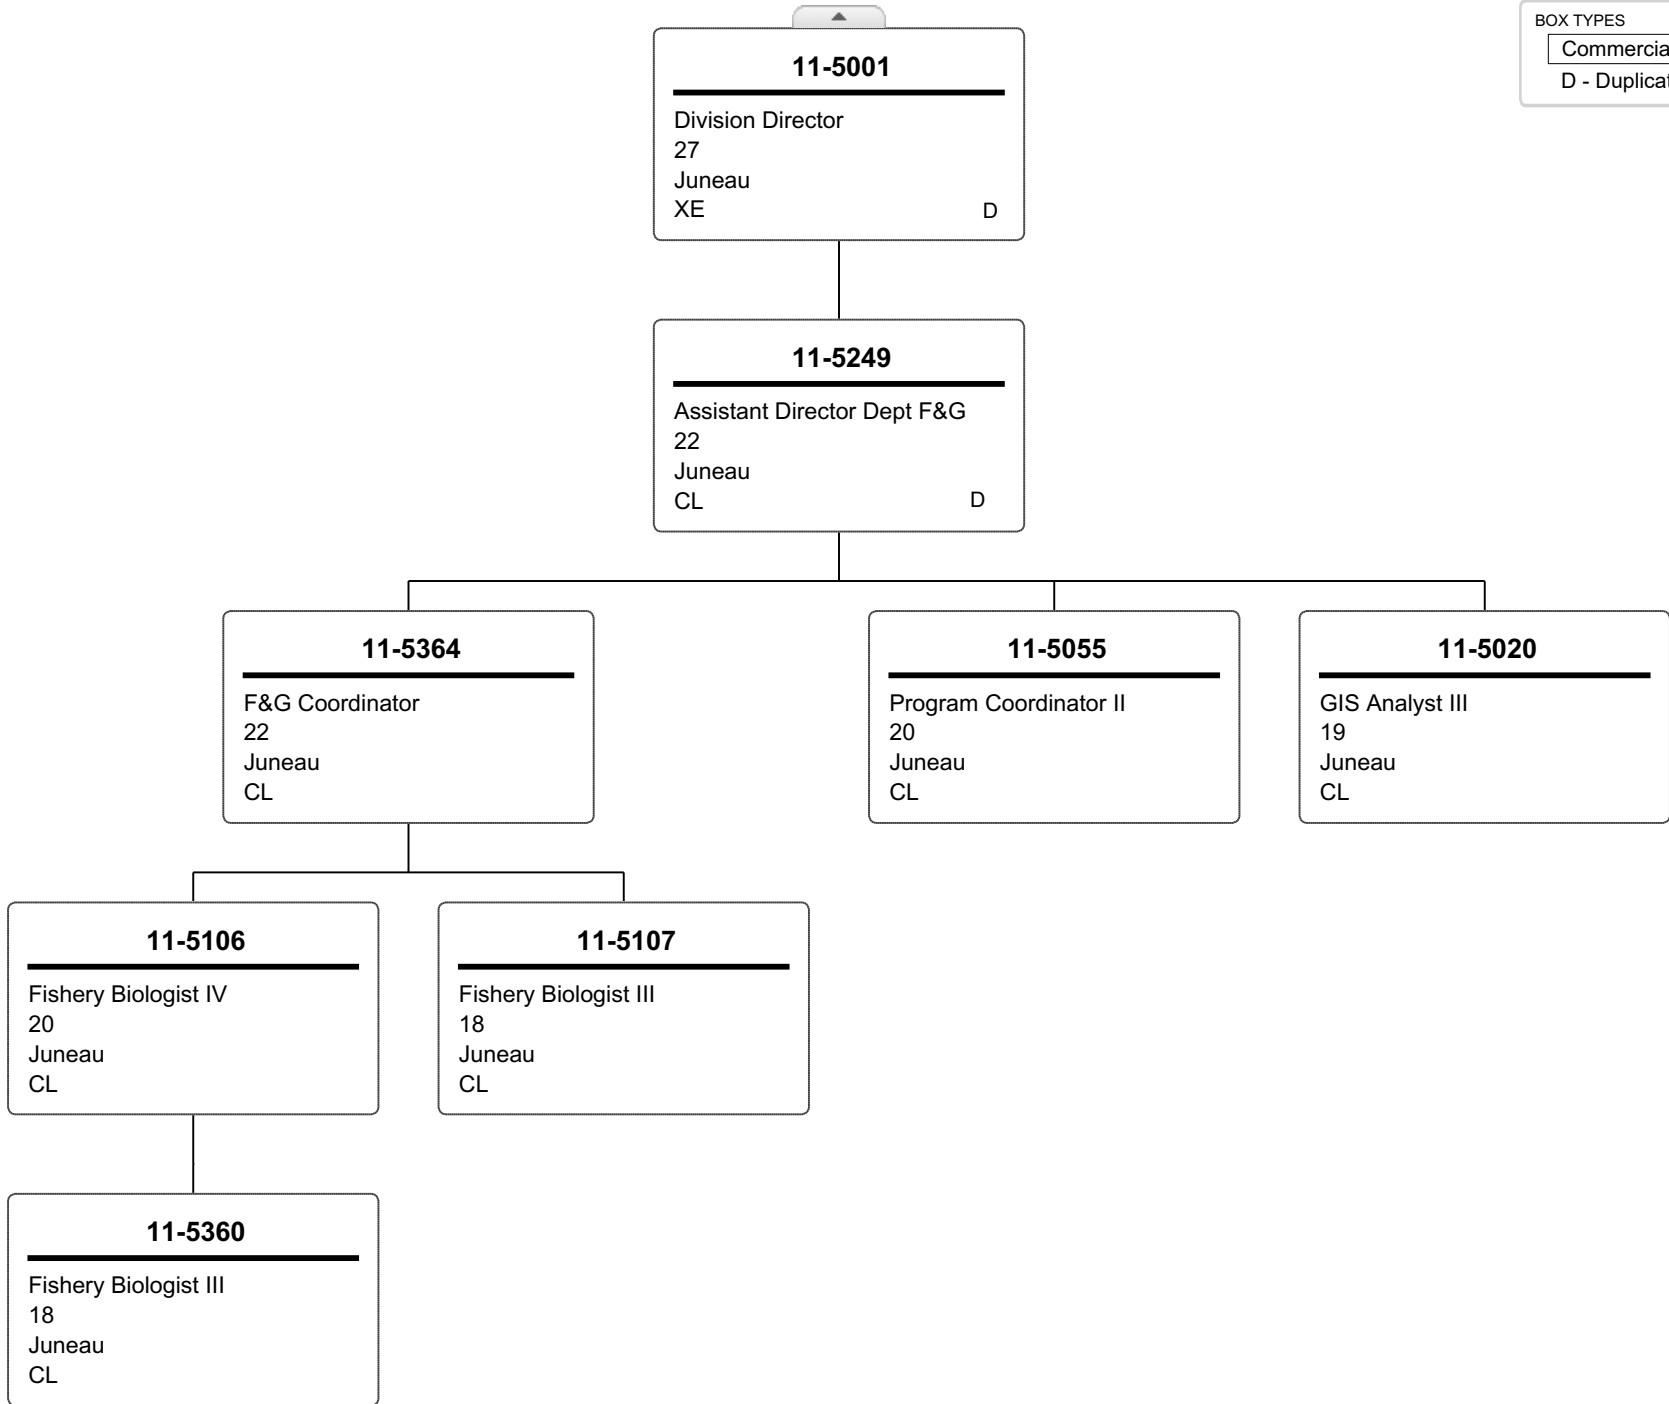 BOX TYPES
Commercia
D - Duplicat
11-5001
Division Director
27
Juneau
XE D
11-5249
Assistant Director Dept F&G
22
Juneau
CL D
11-5364
F&G Coordinator
22
Juneau
CL
11-5055
Program Coordinator II
20
Juneau
CL
11-5020
GIS Analyst III
19
Juneau
CL
11-5106
Fishery Biologist IV
20
Juneau
CL
11-5107
Fishery Biologist III
18
Juneau
CL
11-5360
Fishery Biologist III
18
Juneau
CL